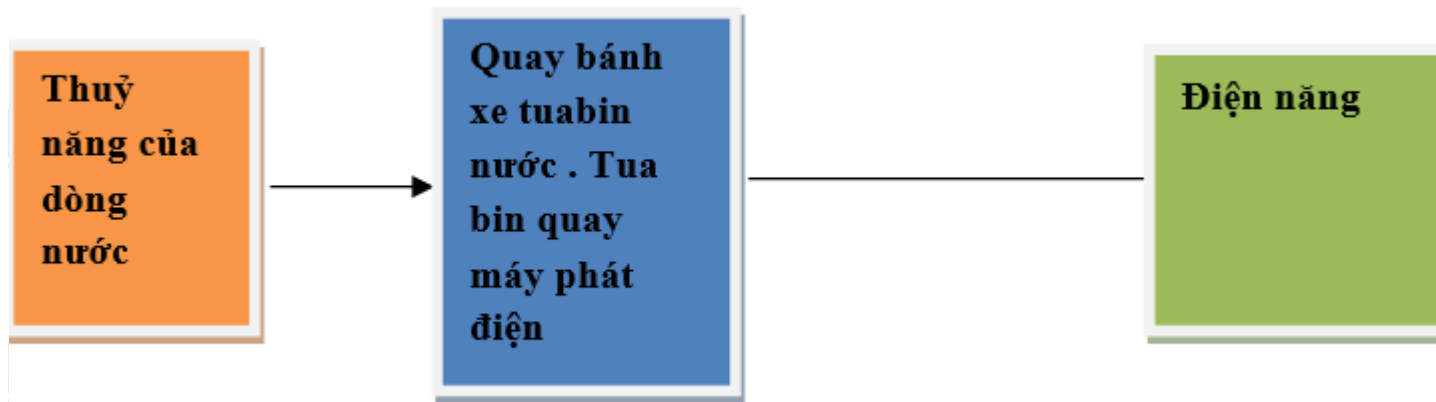 Thuỷ
năng của
dòng
nước
Quay bánh
xe tuabin
nước . Tua
bin quay
máy phát
điện
Điện năng